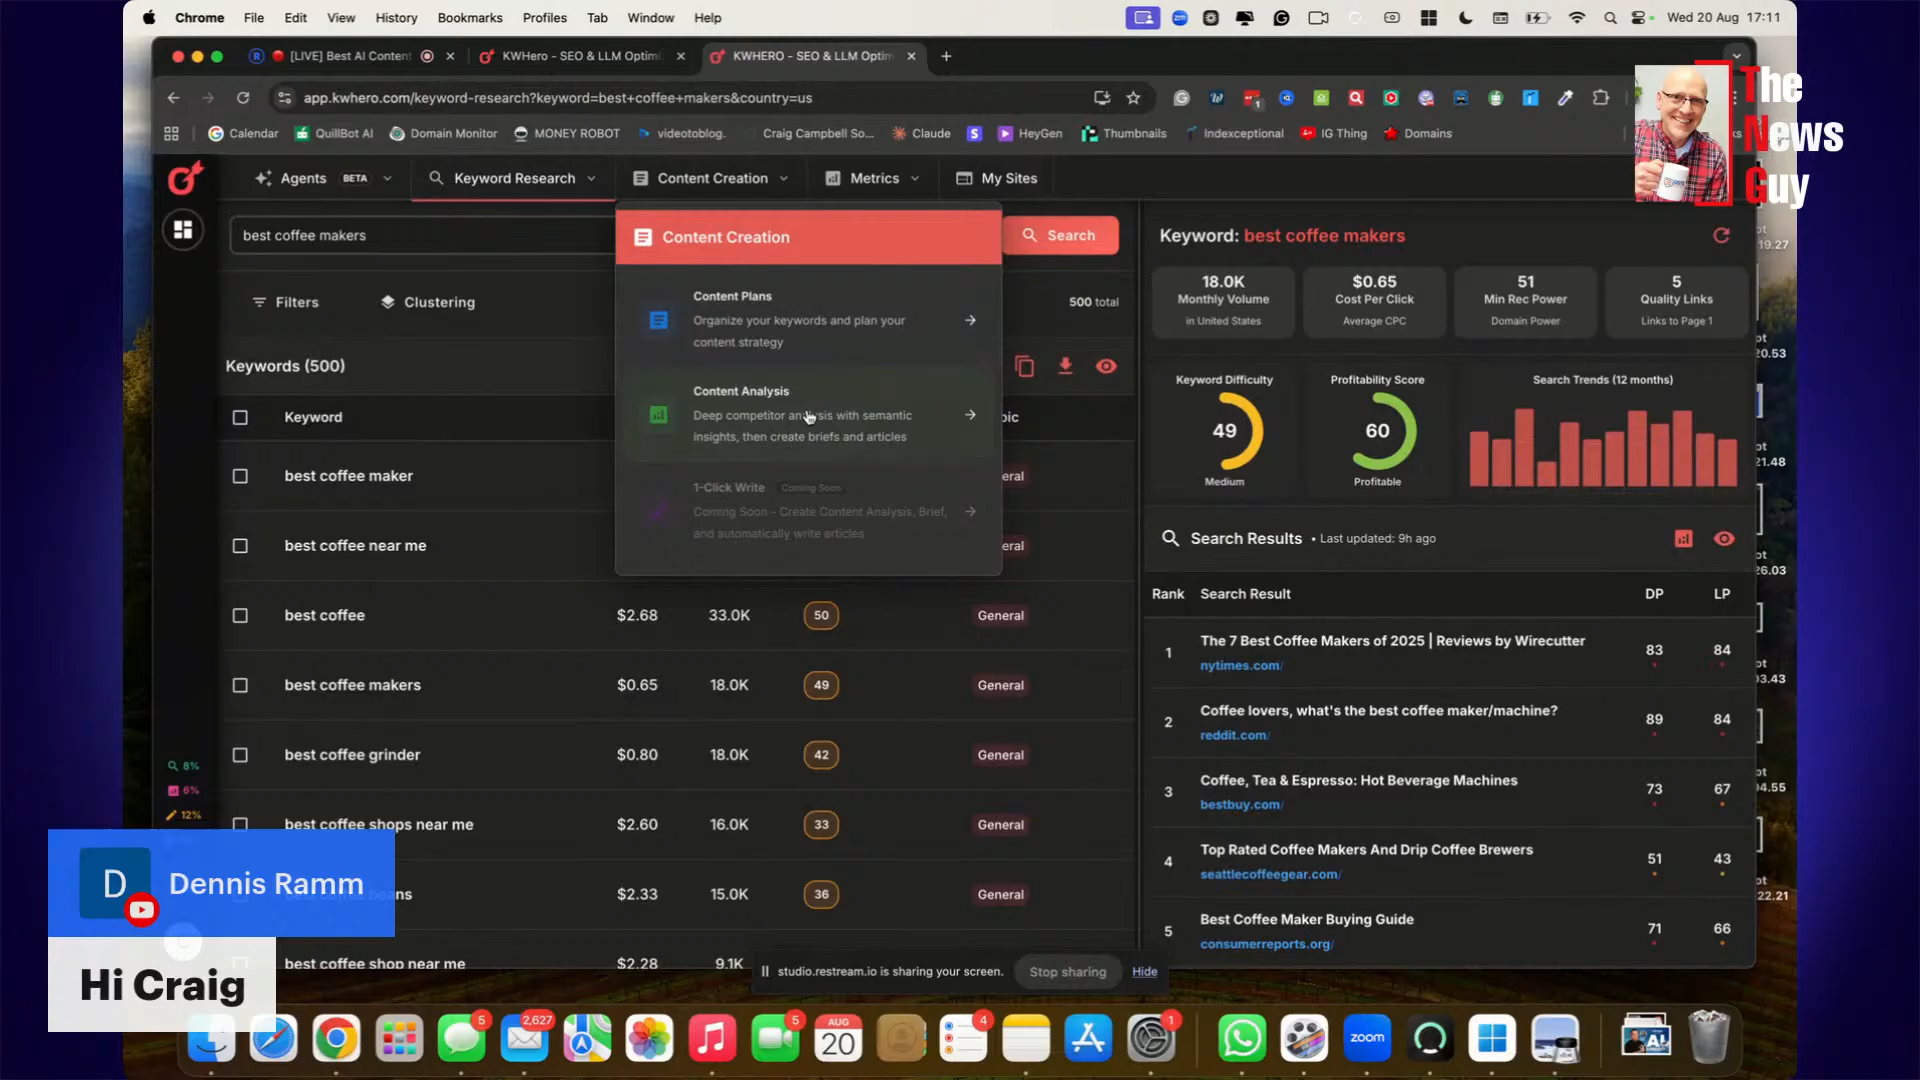 Chrome File Edit View History Bookmarks Profiles Tab Window Help
Wed 20 Aug 17:11
[LIVE] Best AI Content
KWHero - SEO & LLM Optimi
KWHERO - SEO & LLM Optim
app.kwhero.com/keyword-research?keyword=best+coffee+makers&country=us
Calendar QuillBot AI Domain Monitor MONEY ROBOT videotoblog. Craig Campbell So... Claude HeyGen Thumbnails Indexceptional IG Thing Domains
The
News
Guy
Agents BETA Keyword Research Content Creation Metrics My Sites
best coffee makers
Search
Content Creation
Content Plans
Organize your keywords and plan your
content strategy
Content Analysis
Deep competitor analysis with semantic
insights, then create briefs and articles
1-Click Write Coming Soon
Coming Soon - Create Content Analysis, Brief,
and automatically write articles
Filters Clustering 500 total
Keywords (500)
Keyword
best coffee maker
best coffee near me
best coffee $2.68 33.0K 50 General
best coffee makers $0.65 18.0K 49 General
best coffee grinder $0.80 18.0K 42 General
best coffee shops near me $2.60 16.0K 33 General
$2.33 15.0K 36 General
best coffee shop near me $2.28 9.1K
8%
6%
12%
Keyword: best coffee makers
18.0K
Monthly Volume
in United States
$0.65
Cost Per Click
Average CPC
51
Min Rec Power
Domain Power
5
Quality Links
Links to Page 1
Keyword Difficulty
49
Medium
Profitability Score
60
Profitable
Search Trends (12 months)
Search Results • Last updated: 9h ago
Rank Search Result DP LP
1 The 7 Best Coffee Makers of 2025 | Reviews by Wirecutter 83 84
nytimes.com/
2 Coffee lovers, what's the best coffee maker/machine? 89 84
reddit.com/
3 Coffee, Tea & Espresso: Hot Beverage Machines 73 67
bestbuy.com/
4 Top Rated Coffee Makers And Drip Coffee Brewers 51 43
seattlecoffeegear.com/
5 Best Coffee Maker Buying Guide 71 66
consumerreports.org/
studio.restream.io is sharing your screen. Stop sharing Hide
D Dennis Ramm
Hi Craig
5 2,627 5 AUG 20 4 1 zoom AI